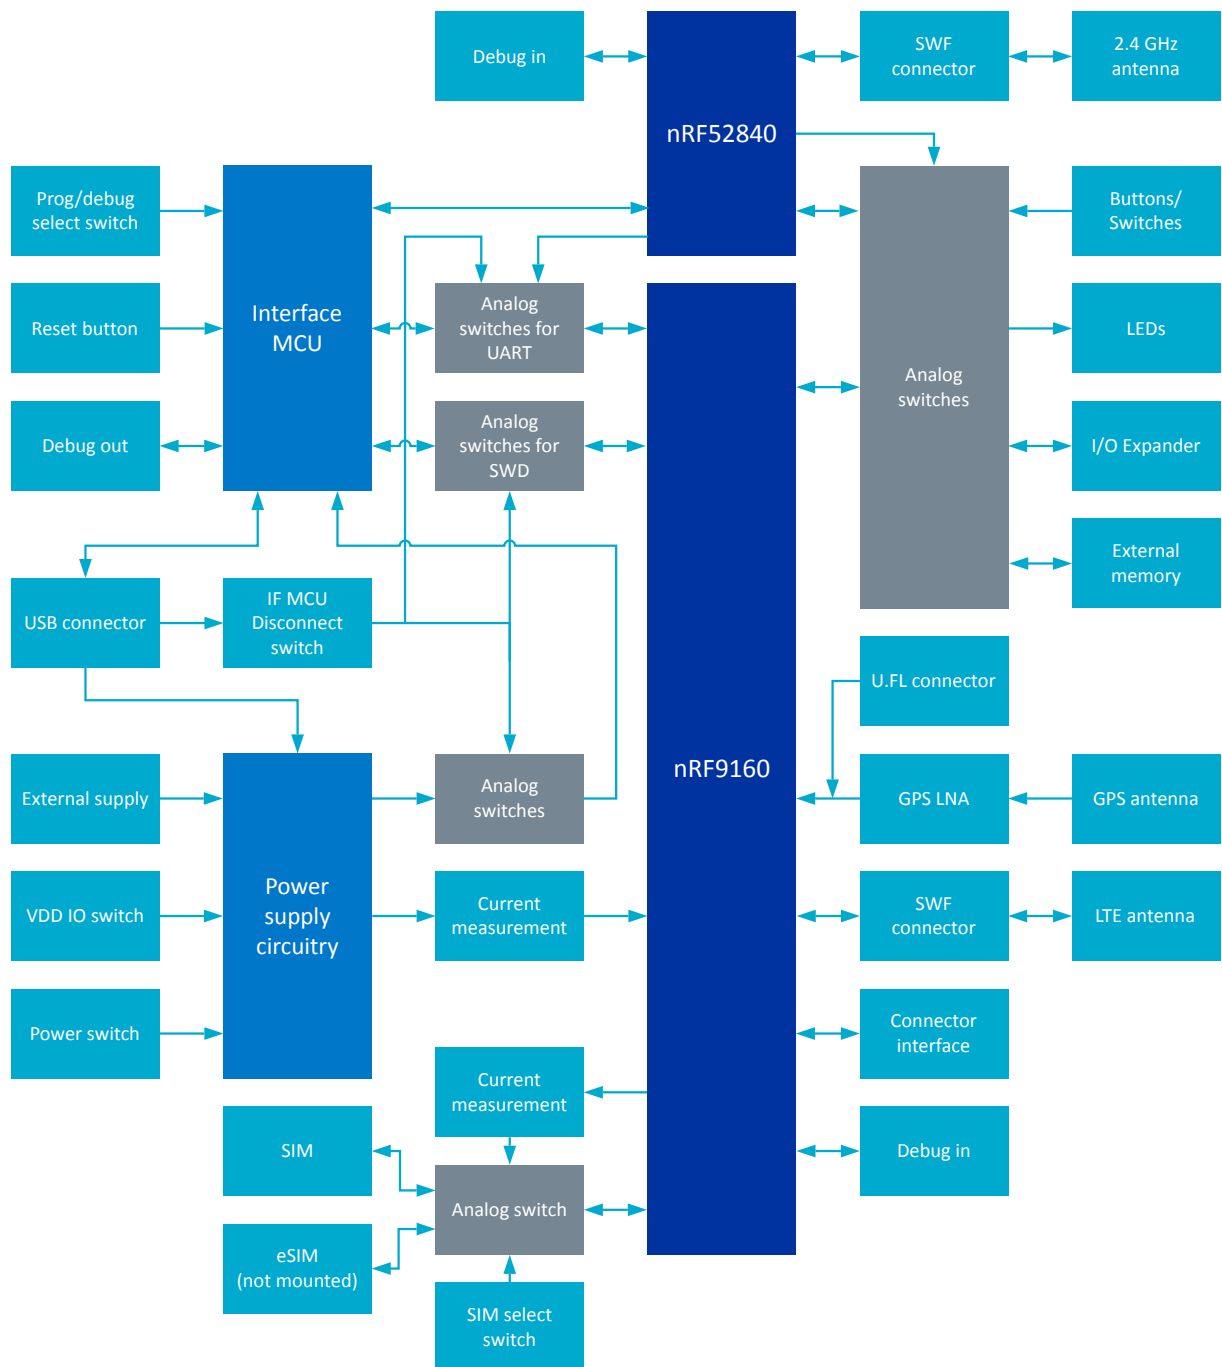 Debug in
nRF52840
SWF
connector
2.4 GHz
antenna
Prog/debug
select switch
Interface
MCU
Buttons/
Switches
Reset button
Analog
switches for
UART
LEDs
Analog
switches
Debug out
Analog
switches for
SWD
I/O Expander
External
memory
USB connector
IF MCU
Disconnect
switch
U.FL connector
nRF9160
External supply
Analog
switches
GPS LNA
GPS antenna
Power
supply
circuitry
VDD IO switch
Current
measurement
SWF
connector
LTE antenna
Power switch
Connector
interface
Current
measurement
SIM
Debug in
Analog switch
eSIM
(not mounted)
SIM select
switch